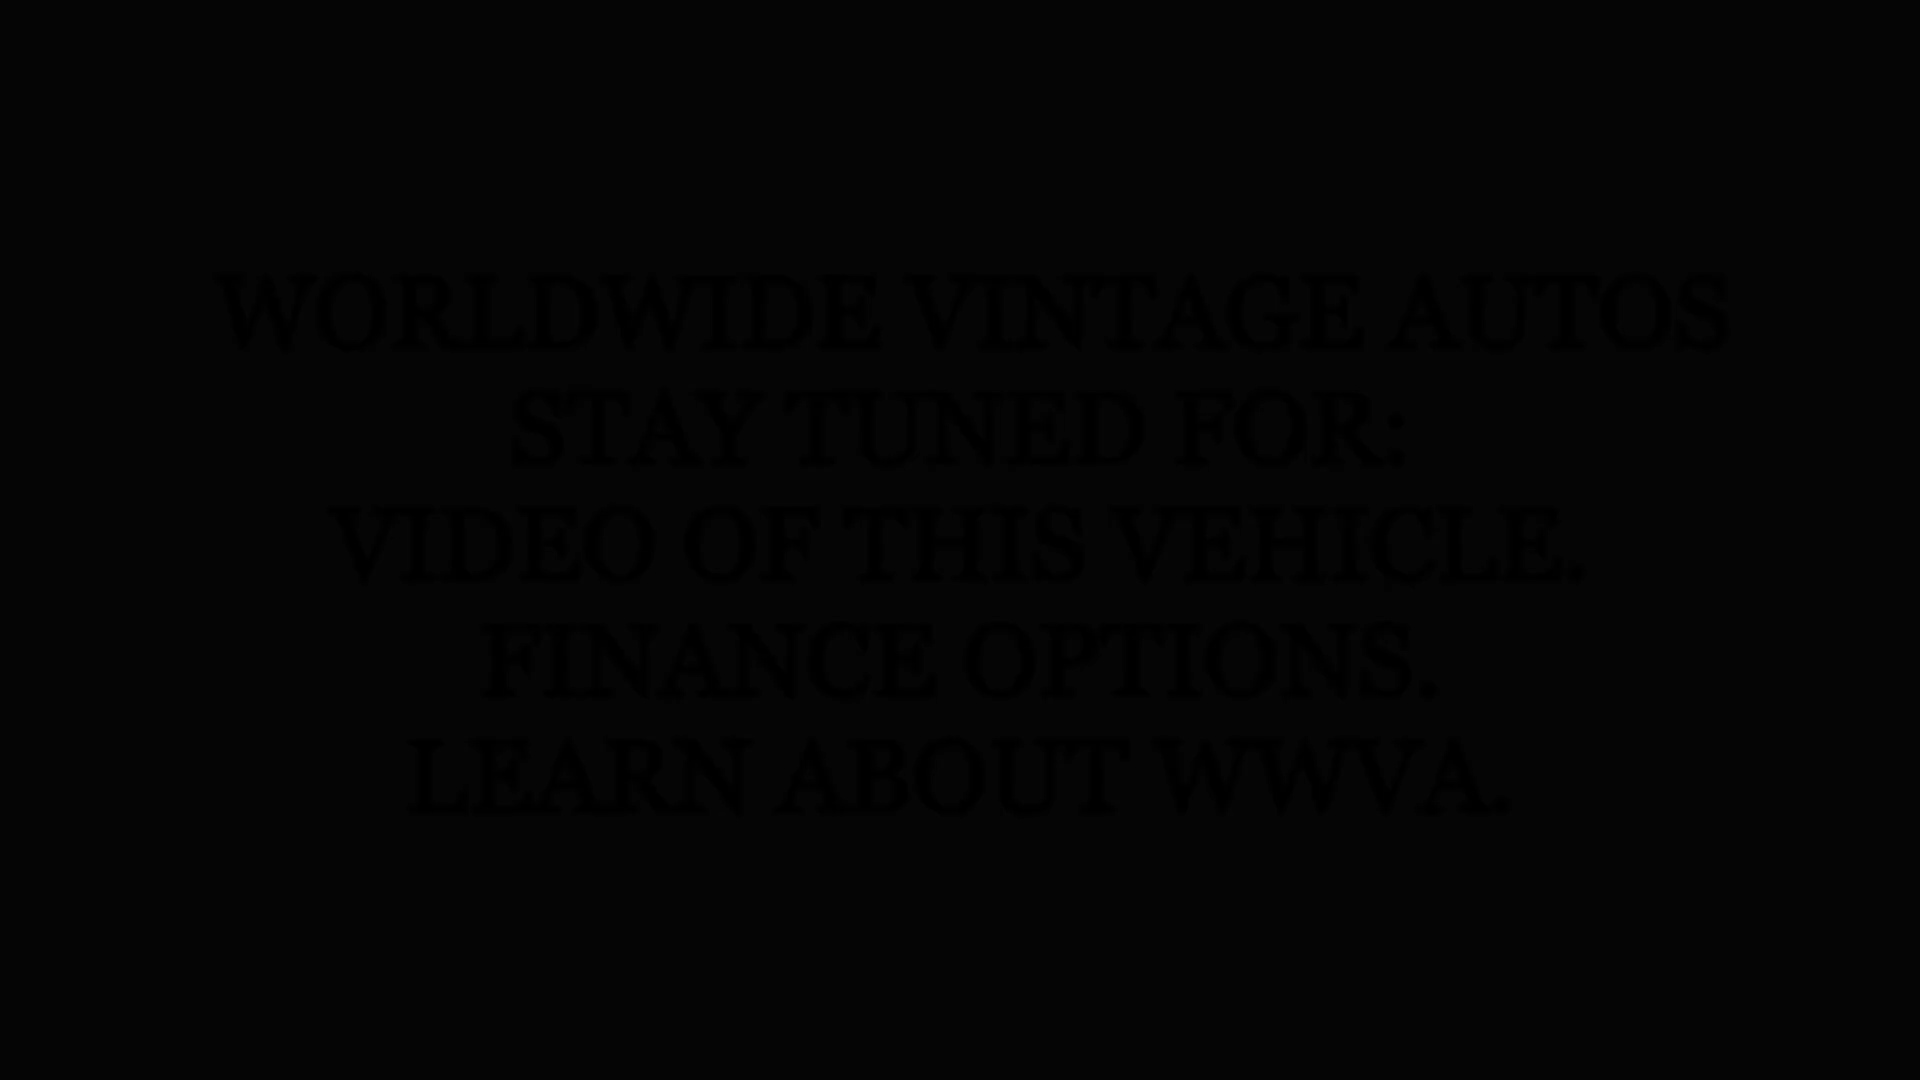 WORLDWIDE VINTAGE AUTOS
STAY TUNED FOR:
VIDEO OF THIS VEHICLE.
FINANCE OPTIONS.
LEARN ABOUT WWVA.